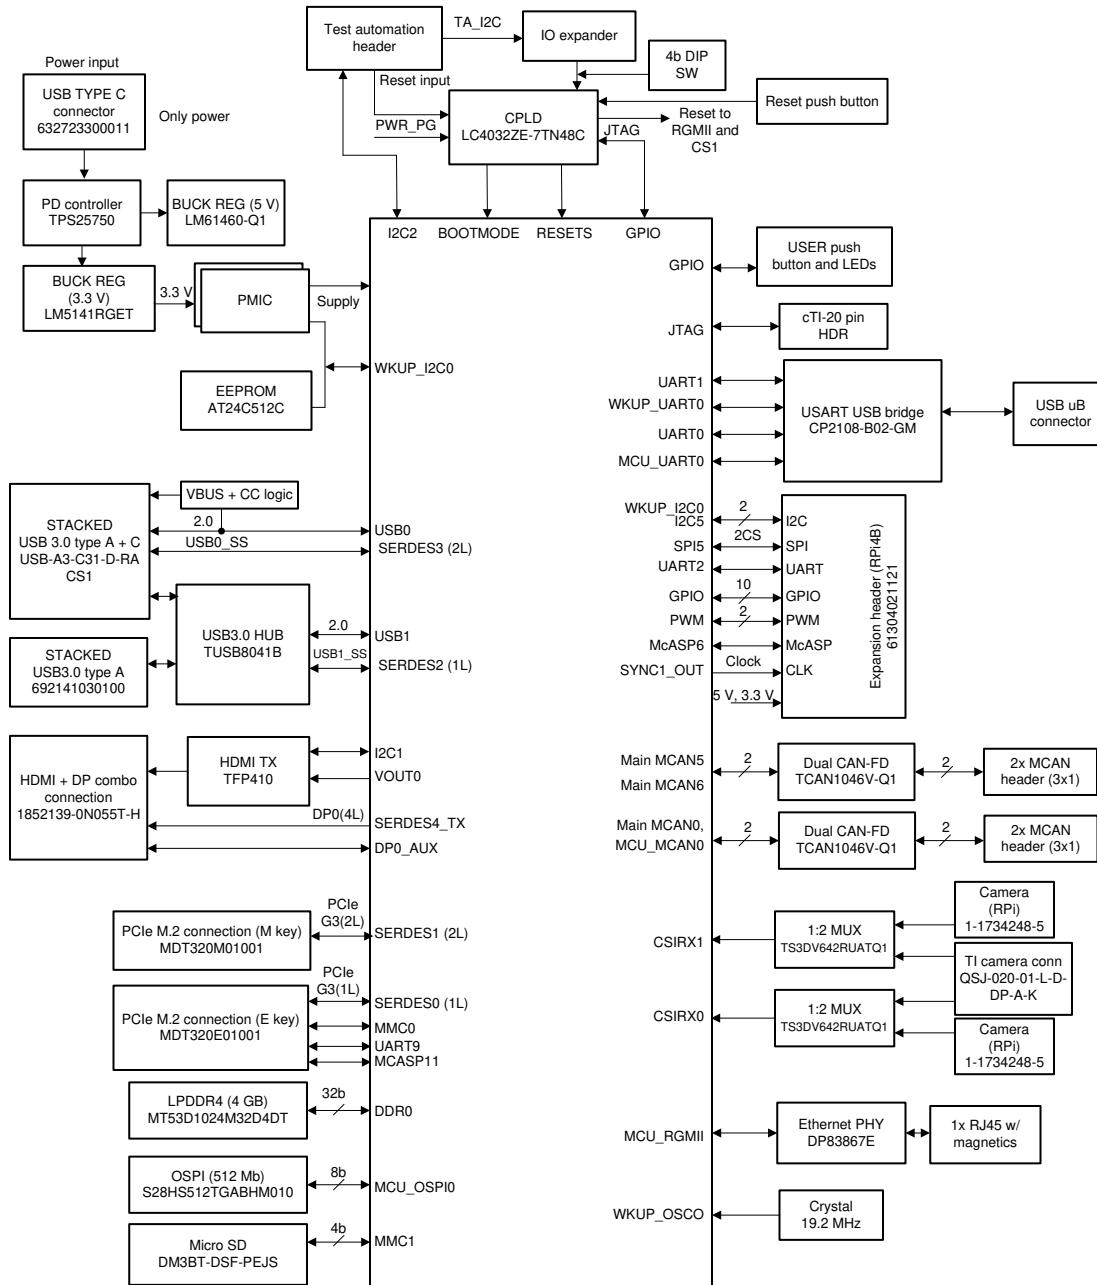 Test automation
header
TA_I2C
IO expander
4b DIP
SW
Reset input
Power input
USB TYPE C
connector
632723300011
Only power
PWR_PG
CPLD
LC4032ZE-7TN48C
JTAG
Reset to
RGMII and
CS1
Reset push button
PD controller
TPS25750
BUCK REG (5 V)
LM61460-Q1
I2C2
BOOTMODE
RESETS
GPIO
BUCK REG
(3.3 V)
LM5141RGET
3.3 V
PMIC
Supply
EEPROM
AT24C512C
WKUP_I2C0
GPIO
USER push
button and LEDs
JTAG
cTI-20 pin
HDR
UART1
WKUP_UART0
UART0
MCU_UART0
USART USB bridge
CP2108-B02-GM
USB uB
connector
STACKED
USB 3.0 type A + C
USB-A3-C31-D-RA
CS1
VBUS + CC logic
2.0
USB0
USB0_SS
SERDES3 (2L)
WKUP_I2C0
I2C5
2
I2C
SPI5
2CS
SPI
UART2
UART
GPIO
10
GPIO
PWM
2
PWM
McASP6
McASP
SYNC1_OUT
Clock
CLK
5 V, 3.3 V
Expansion header (RPi4B)
61304021121
USB3.0 HUB
TUSB8041B
2.0
USB1
USB1_SS
SERDES2 (1L)
STACKED
USB3.0 type A
692141030100
HDMI + DP combo
connection
1852139-0N055T-H
HDMI TX
TFP410
I2C1
VOUT0
DP0(4L)
SERDES4_TX
DP0_AUX
Main MCAN5
Main MCAN6
2
Dual CAN-FD
TCAN1046V-Q1
2
2x MCAN
header (3x1)
Main MCAN0,
MCU_MCAN0
2
Dual CAN-FD
TCAN1046V-Q1
2
2x MCAN
header (3x1)
PCIe M.2 connection (M key)
MDT320M01001
PCIe
G3(2L)
SERDES1 (2L)
CSIRX1
1:2 MUX
TS3DV642RUATQ1
Camera
(RPi)
1-1734248-5
TI camera conn
QSJ-020-01-L-D-
DP-A-K
PCIe M.2 connection (E key)
MDT320E01001
PCIe
G3(1L)
SERDES0 (1L)
MMC0
UART9
MCASP11
CSIRX0
1:2 MUX
TS3DV642RUATQ1
Camera
(RPi)
1-1734248-5
LPDDR4 (4 GB)
MT53D1024M32D4DT
32b
DDR0
MCU_RGMII
Ethernet PHY
DP83867E
1x RJ45 w/
magnetics
OSPI (512 Mb)
S28HS512TGABHM010
8b
MCU_OSPI0
WKUP_OSCO
Crystal
19.2 MHz
Micro SD
DM3BT-DSF-PEJS
4b
MMC1